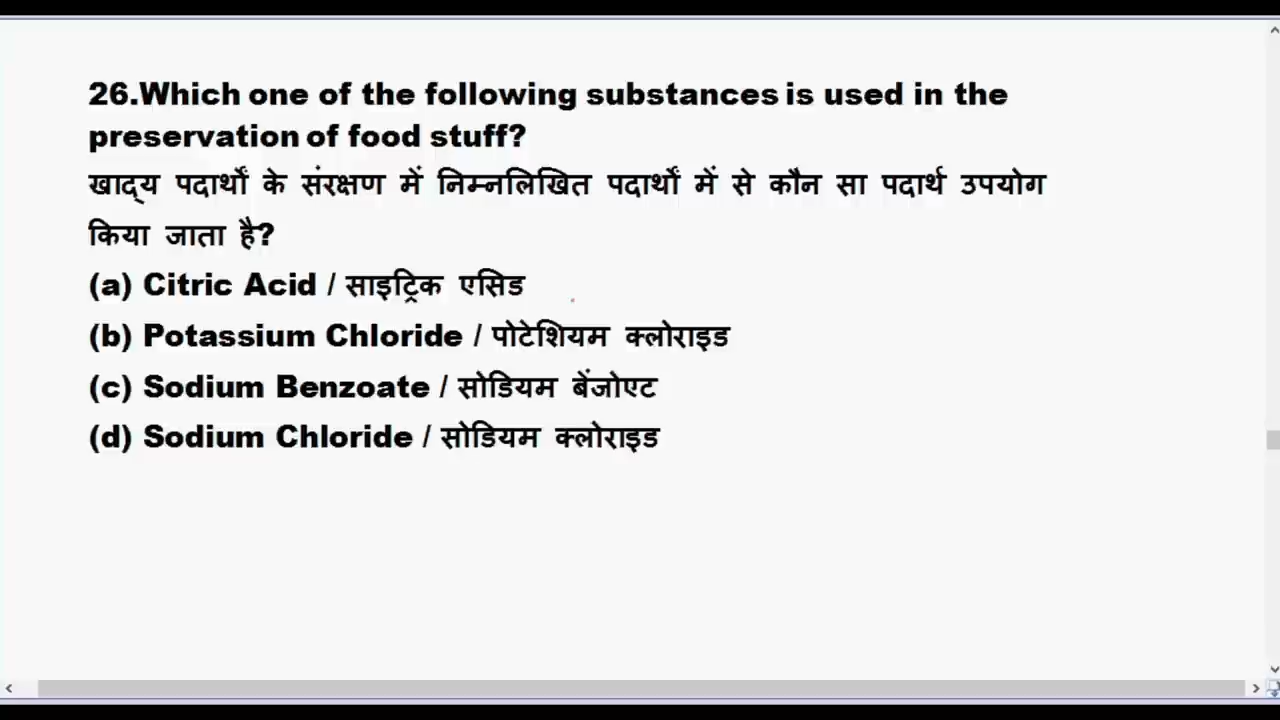 26.Which one of the following substances is used in the
preservation of food stuff?
खाद्य पदार्थों के संरक्षण में निम्नलिखित पदार्थों में से कौन सा पदार्थ उपयोग
किया जाता है?
(a) Citric Acid / साइट्रिक एसिड
(b) Potassium Chloride / पोटेशियम क्लोराइड
(c) Sodium Benzoate / सोडियम बेंजोएट
(d) Sodium Chloride / सोडियम क्लोराइड